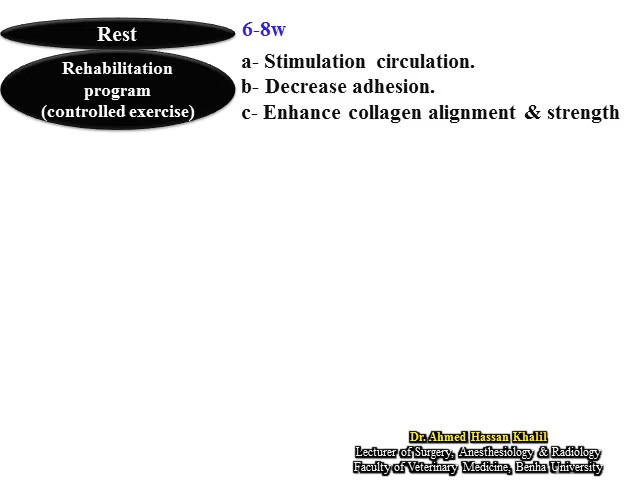 Rest
6-8w
Rehabilitation
program
(controlled exercise)
a- Stimulation circulation.
b- Decrease adhesion.
c- Enhance collagen alignment & strength
Dr. Ahmed Hassan Khalil
Lecturer of Surgery, Anesthesiology & Radiology
Faculty of Veterinary Medicine, Benha University